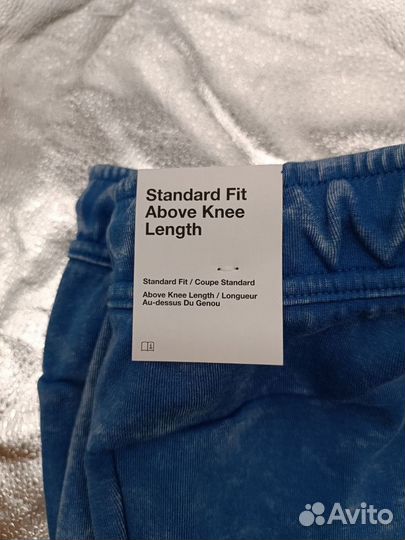 Standard Fit
Above Knee
Length
Standard Fit / Coupe Standard
Above Knee Length / Longueur
Au-dessus Du Genou
Avito